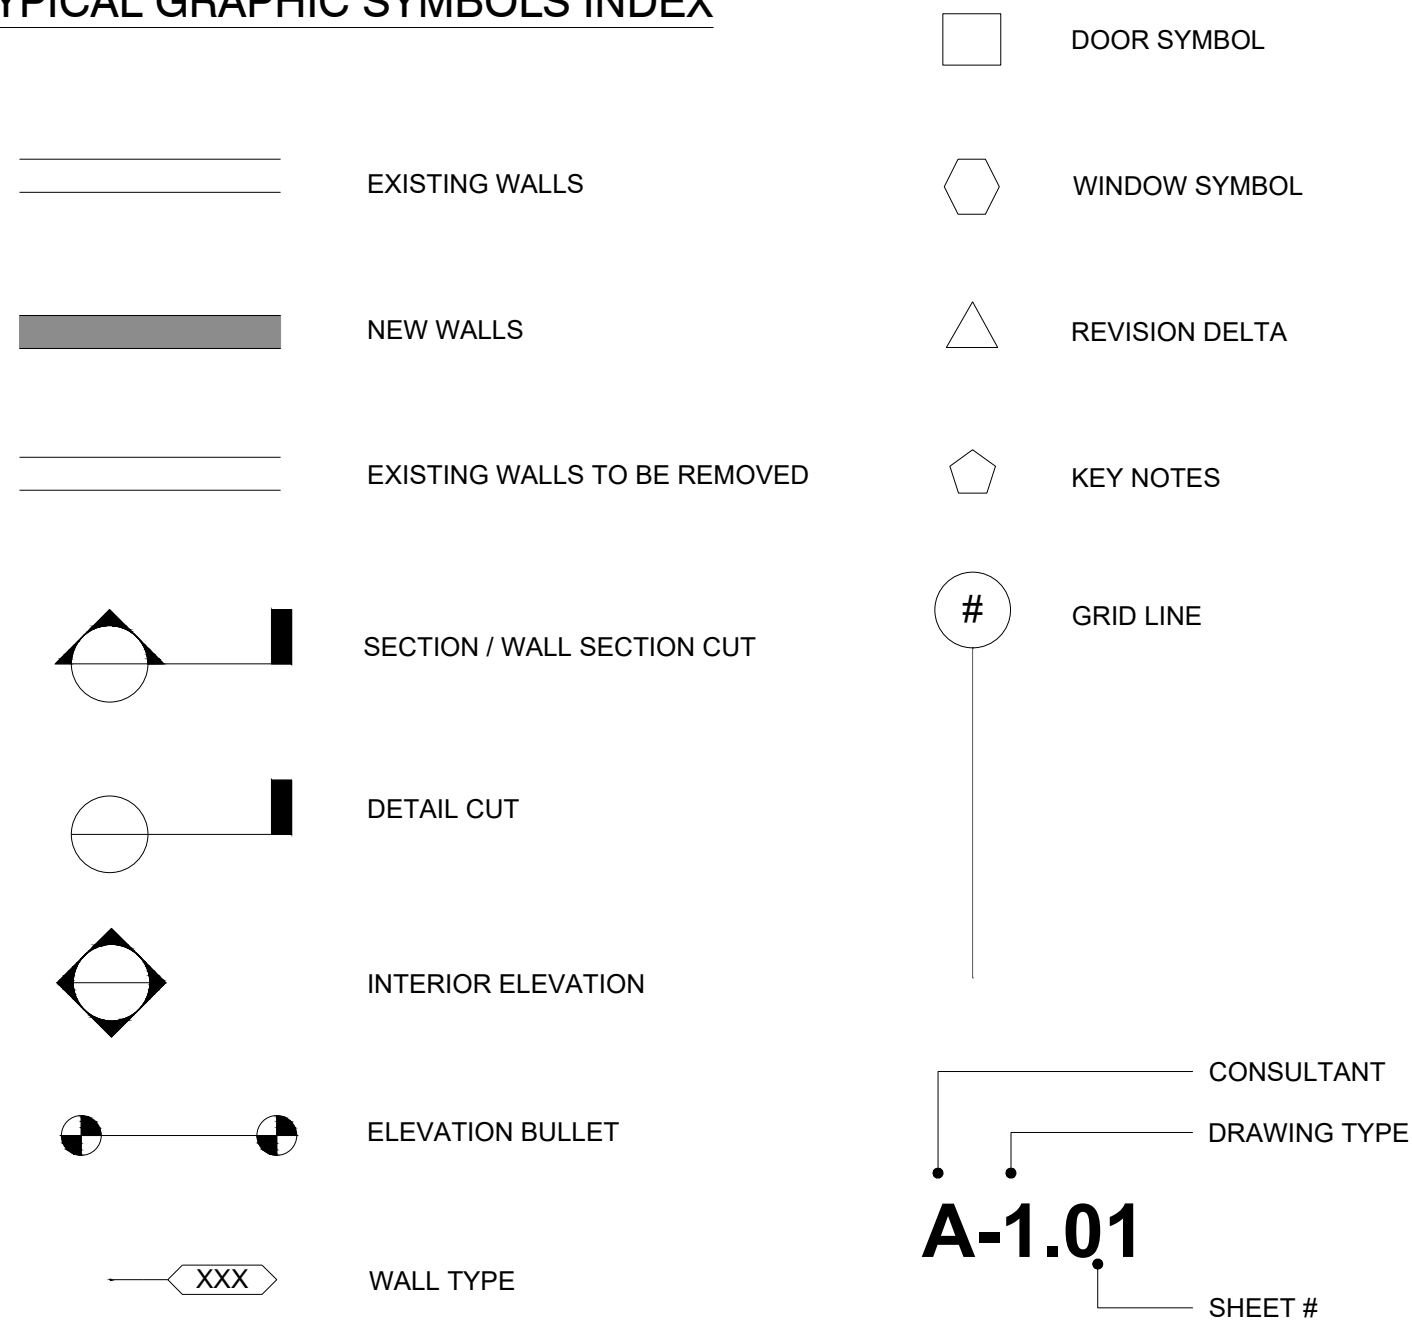 YPICAL GRAPHIC SYMBOLS INDEX
EXISTING WALLS
NEW WALLS
EXISTING WALLS TO BE REMOVED
SECTION / WALL SECTION CUT
DETAIL CUT
INTERIOR ELEVATION
ELEVATION BULLET
XXX
WALL TYPE
DOOR SYMBOL
WINDOW SYMBOL
REVISION DELTA
KEY NOTES
#
GRID LINE
CONSULTANT
DRAWING TYPE
A-1.01
SHEET #